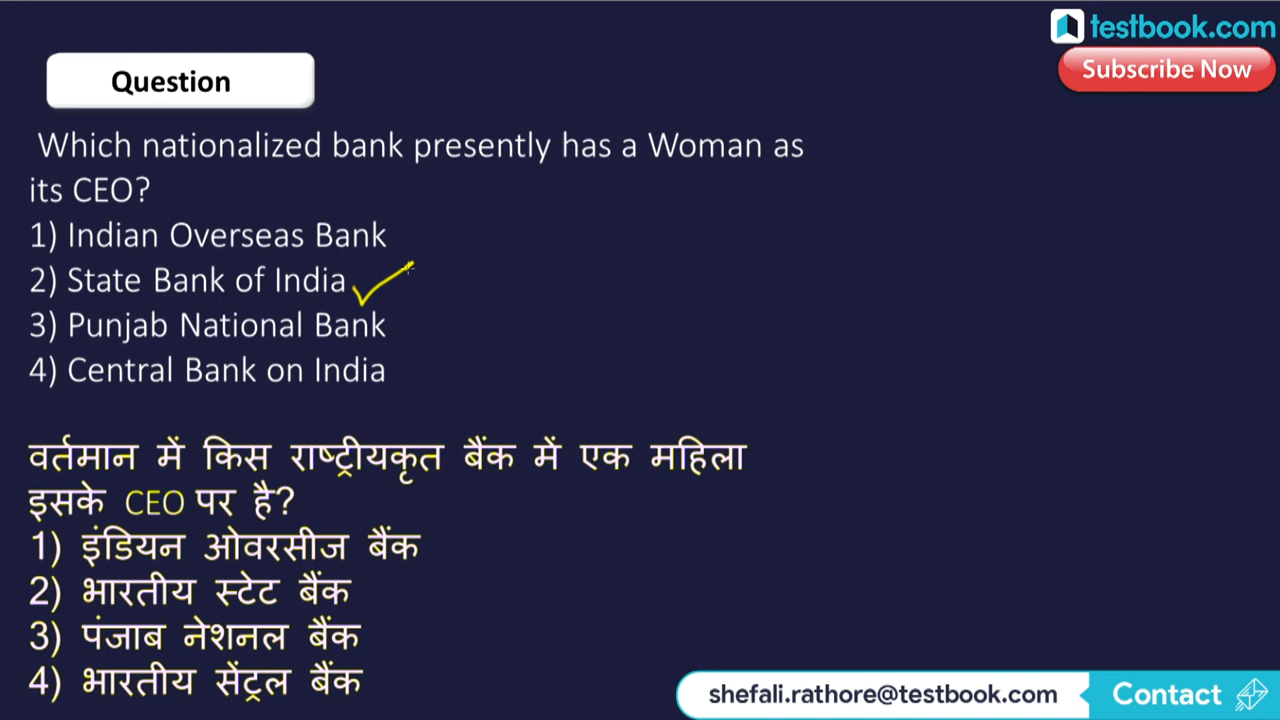 testbook.com
Subscribe Now
Question
Which nationalized bank presently has a Woman as
its CEO?
1) Indian Overseas Bank
2) State Bank of India
3) Punjab National Bank
4) Central Bank on India
वर्तमान में किस राष्ट्रीयकृत बैंक में एक महिला
इसके CEO पर है?
1) इंडियन ओवरसीज बैंक
2) भारतीय स्टेट बैंक
3) पंजाब नेशनल बैंक
4) भारतीय सेंट्रल बैंक
shefali.rathore@testbook.com Contact